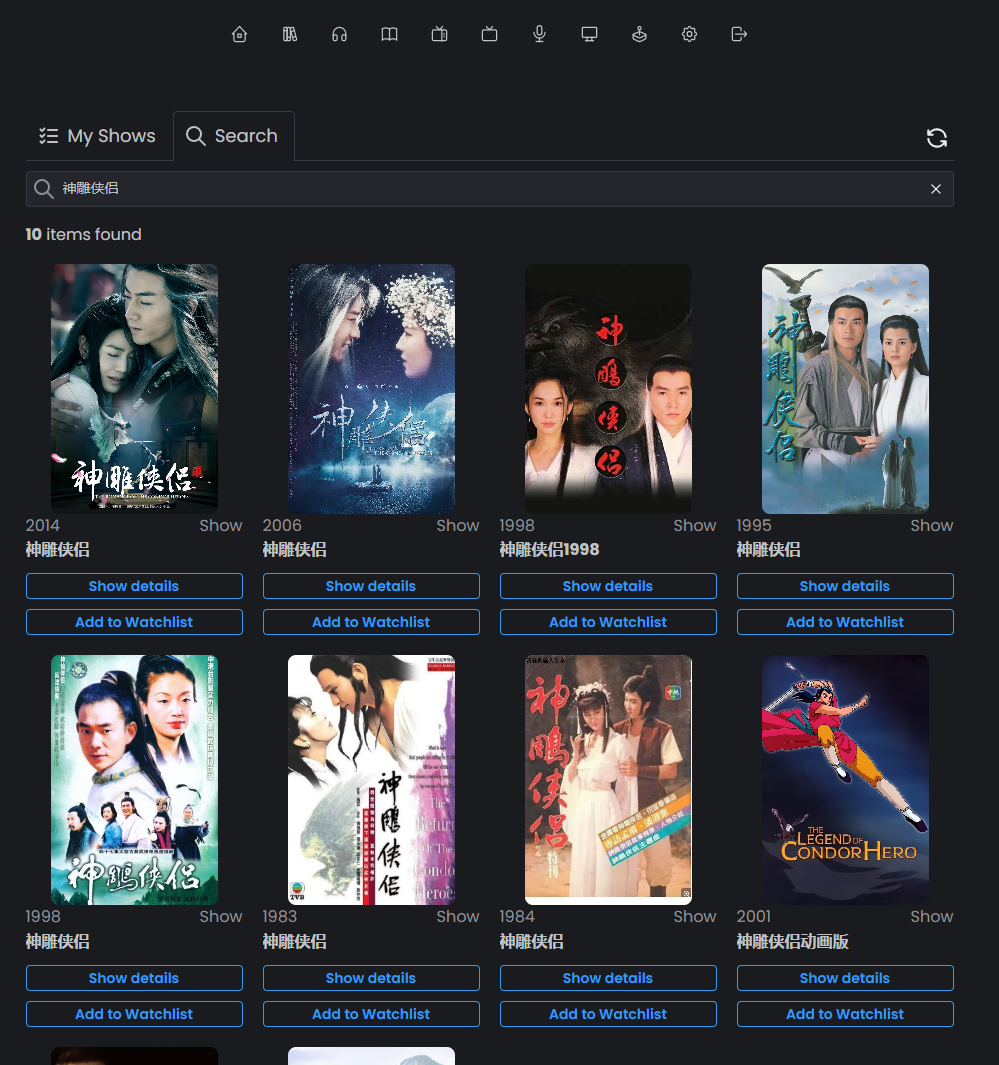 My Shows
Search
神雕侠侣
10 items found
神雕侠侣
神雕侠侣
神鵰俠侶
神鵰俠侶
2014 Show
2006 Show
1998 Show
1995 Show
神雕侠侣
神雕侠侣
神雕侠侣1998
神雕侠侣
Show details
Show details
Show details
Show details
Add to Watchlist
Add to Watchlist
Add to Watchlist
Add to Watchlist
神鵰俠侶
神鵰俠侶
The Return Of The Condor Heroes
TVB
神鵰俠侶
特刊
THE
LEGEND OF
CONDOR HERO
1998 Show
1983 Show
1984 Show
2001 Show
神雕侠侣
神雕侠侣
神雕侠侣
神雕侠侣动画版
Show details
Show details
Show details
Show details
Add to Watchlist
Add to Watchlist
Add to Watchlist
Add to Watchlist